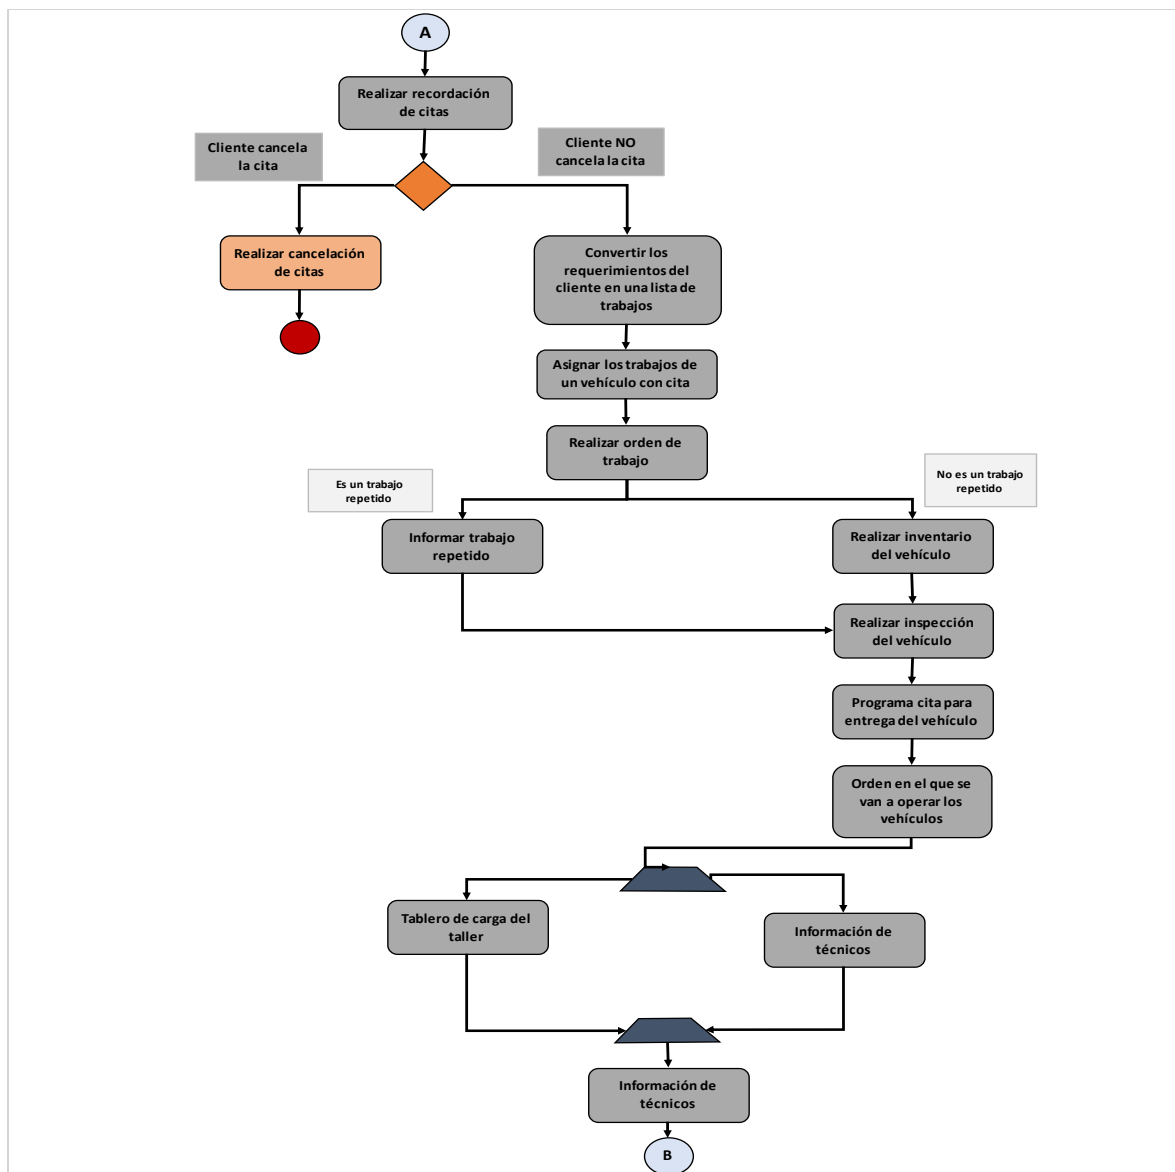 A
Realizar recordación
de citas
Cliente cancela
la cita
Cliente NO
cancela la cita
Realizar cancelación
de citas
Convertir los
requerimientos del
cliente en una lista de
trabajos
Asignar los trabajos de
un vehículo con cita
Realizar orden de
trabajo
Es un trabajo
repetido
No es un trabajo
repetido
Informar trabajo
repetido
Realizar inventario
del vehículo
Realizar inspección
del vehículo
Programa cita para
entrega del vehículo
Orden en el que se
van a operar los
vehículos
Tablero de carga del
taller
Información de
técnicos
Información de
técnicos
B